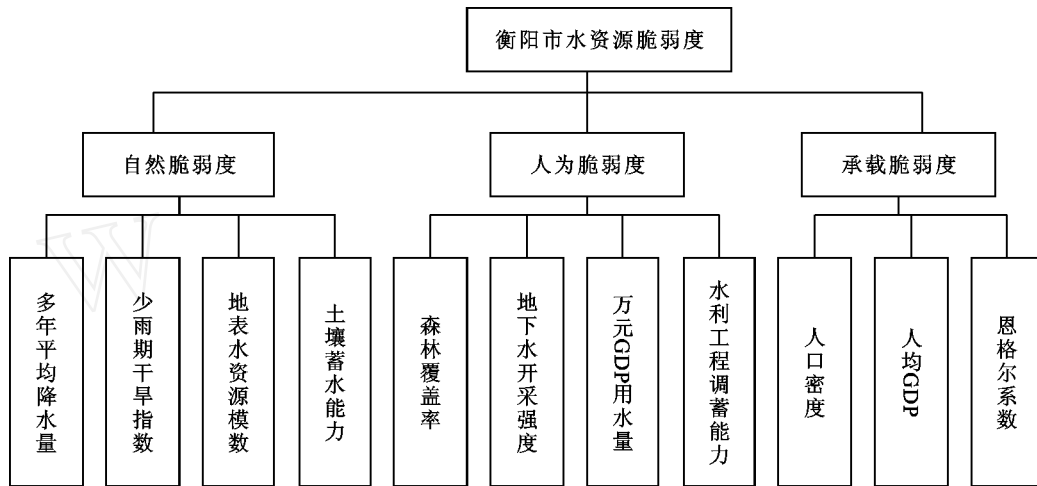 衡阳市水资源脆弱度
自然脆弱度
人为脆弱度
承载脆弱度
多年平均降水量
少雨期干旱指数
地表水资源模数
土壤蓄水能力
森林覆盖率
地下水开采强度
万元GDP用水量
水利工程调蓄能力
人口密度
人均GDP
恩格尔系数
W